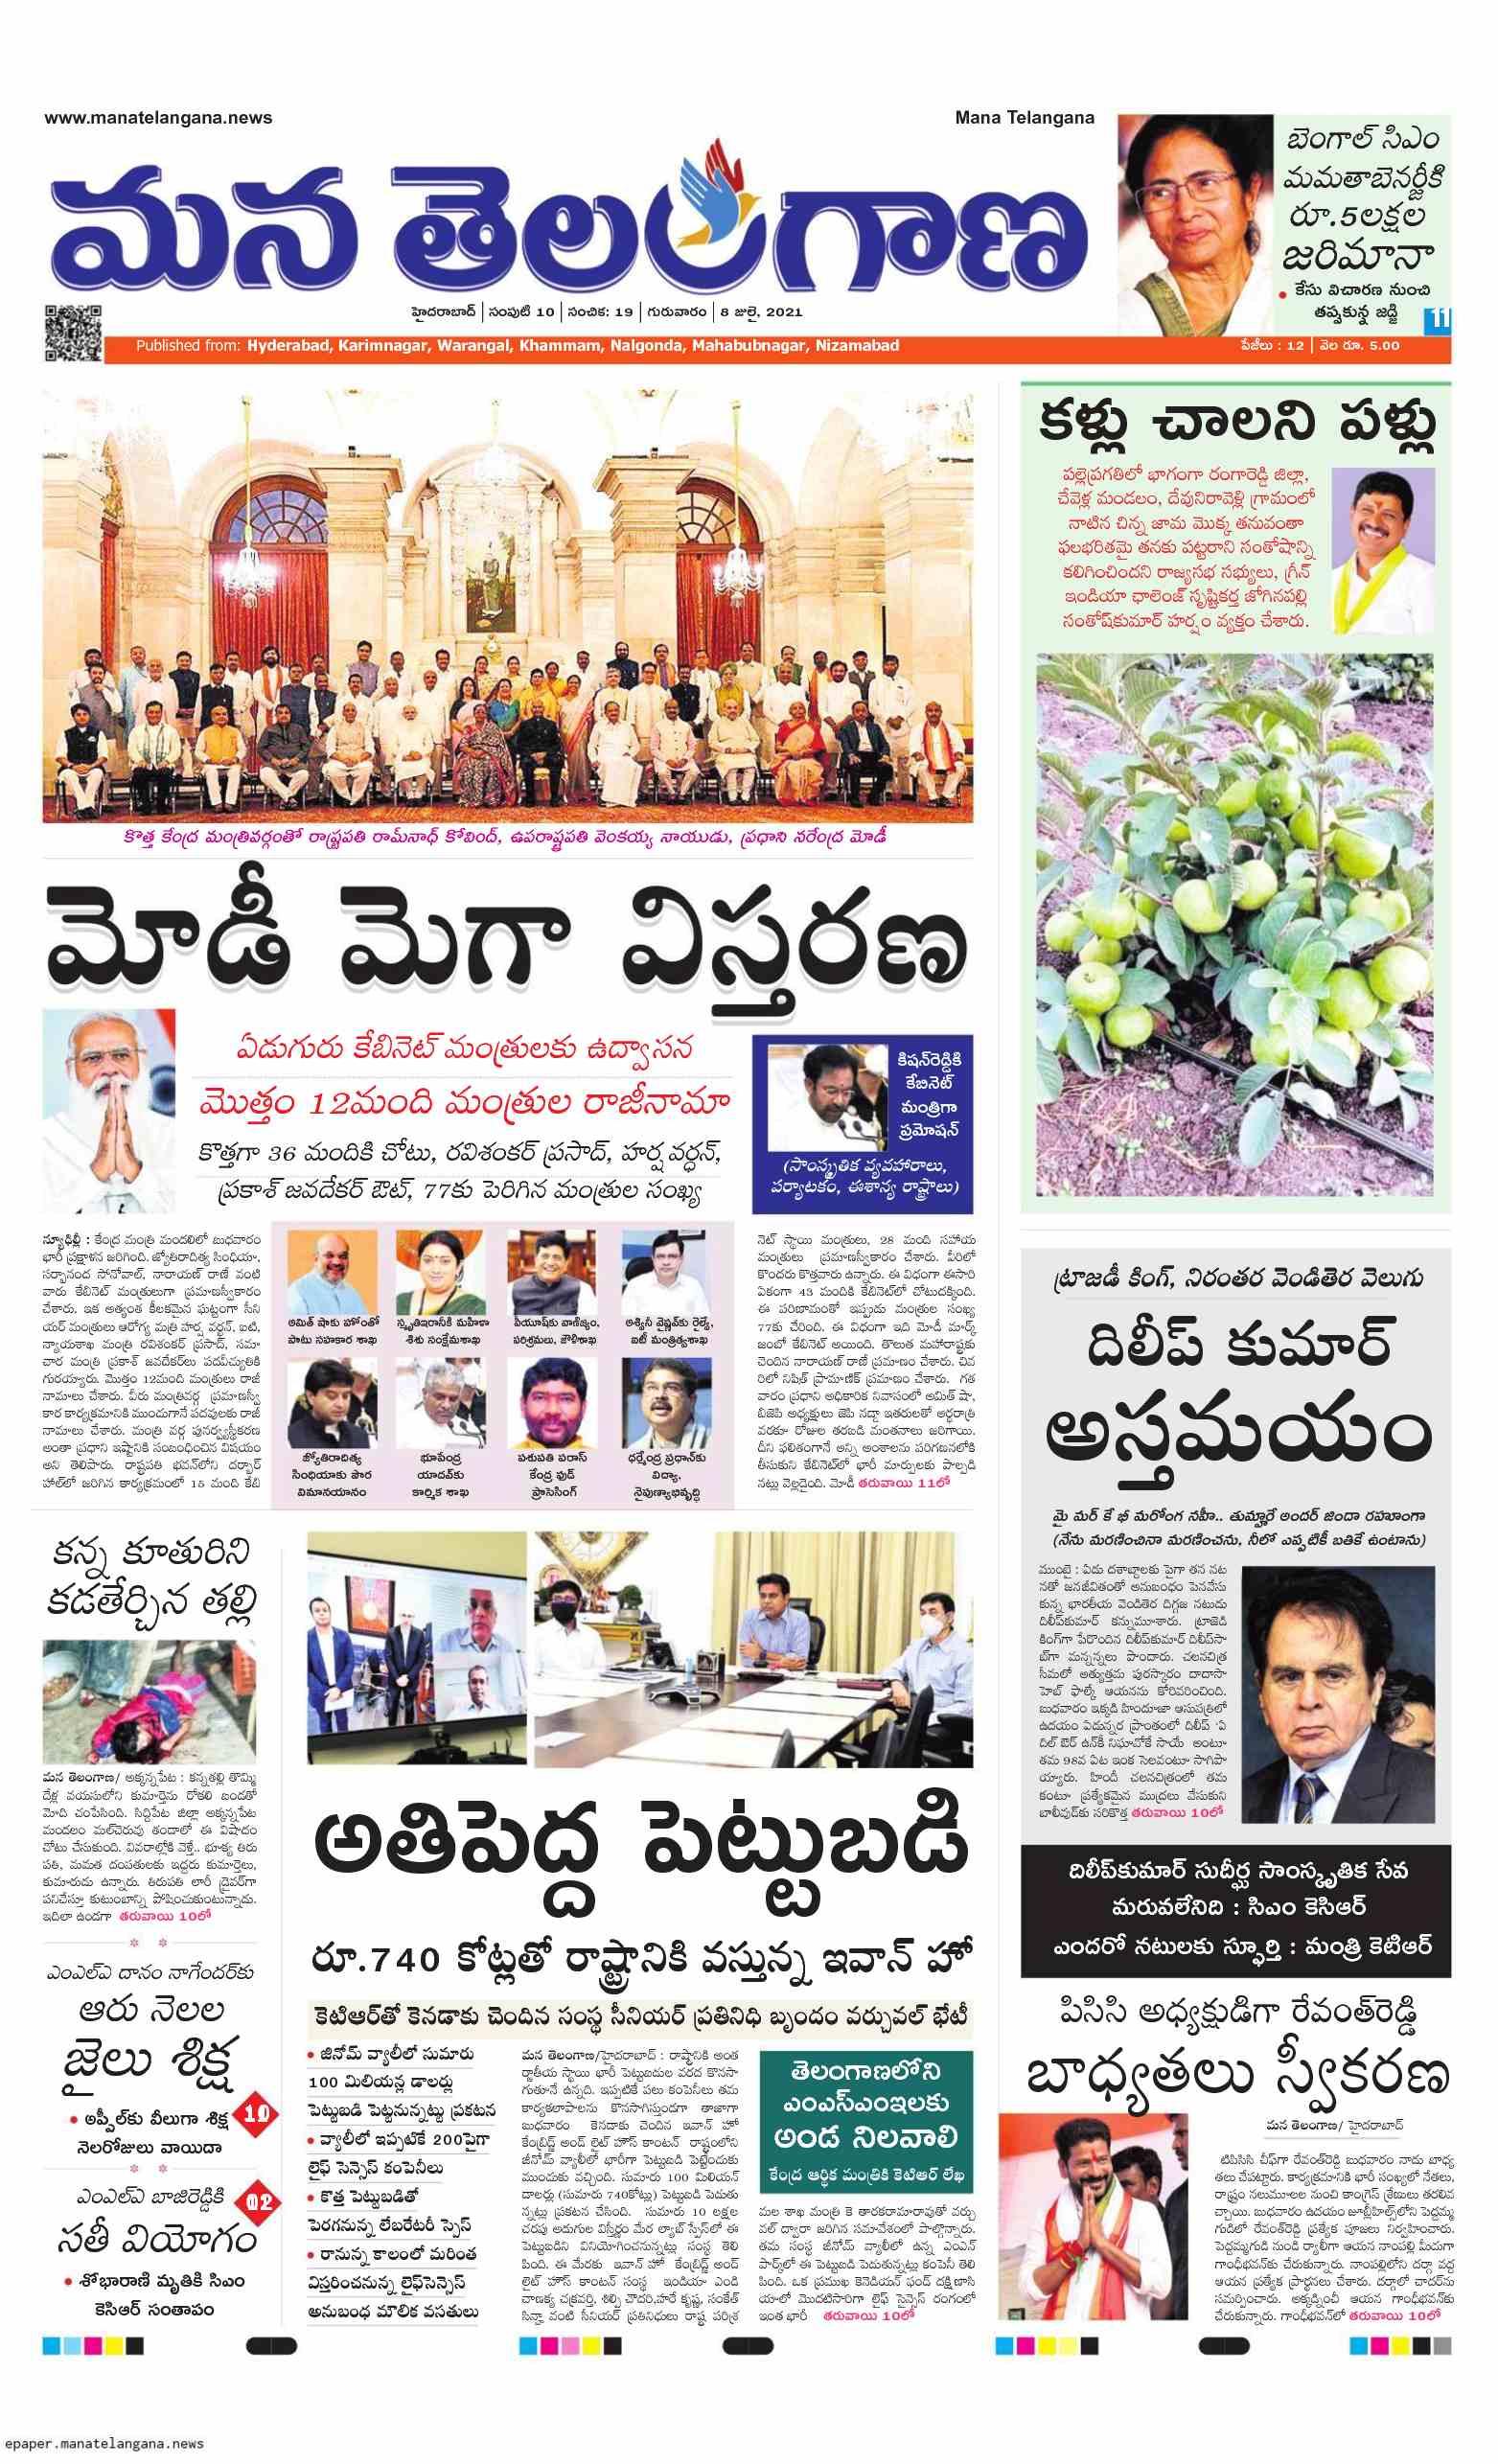 www.manatelangana.news
Mana Telangana
మన తెలంగాణ
హైదరాబాద్ | సంపుటి 10 | సంచిక: 19 | గురువారం | 8 జులై, 2021
Published from: Hyderabad, Karimnagar, Warangal, Khammam, Nalgonda, Mahabubnagar, Nizamabad
పేజీలు : 12 | వెల రూ. 5.00
బెంగాల్ సిఎం
మమతాబెనర్జీకి
రూ.5లక్షల
జరిమానా
• కేసు విచారణ నుంచి
తప్పకున్న జడ్జి
11
కొత్త కేంద్ర మంత్రివర్గంతో రాష్ట్రపతి రామ్‌నాథ్ కోవింద్, ఉపరాష్ట్రపతి వెంకయ్య నాయుడు, ప్రధాని నరేంద్ర మోడీ
మోడీ మెగా విస్తరణ
ఏడుగురు కేబినెట్ మంత్రులకు ఉద్వాసన
మొత్తం 12మంది మంత్రుల రాజీనామా
కొత్తగా 36 మందికి చోటు, రవిశంకర్ ప్రసాద్, హర్ష వర్ధన్,
ప్రకాశ్ జవదేకర్ ఔట్, 77కు పెరిగిన మంత్రుల సంఖ్య
కిషన్‌రెడ్డికి
కేబినెట్
మంత్రిగా
ప్రమోషన్
(సాంస్కృతిక వ్యవహారాలు,
పర్యాటకం, ఈశాన్య రాష్ట్రాలు)
న్యూఢిల్లీ : కేంద్ర మంత్రి మండలిలో బుధవారం
భారీ ప్రక్షాళన జరిగింది. జ్యోతిరాదిత్య సింధియా,
సర్బానంద సోనోవాల్, నారాయణ్ రాణే వంటి
వారు కేబినెట్ మంత్రులుగా ప్రమాణస్వీకారం
చేశారు. ఇక అత్యంత కీలకమైన ఘట్టంగా సీని
యర్ మంత్రులు ఆరోగ్య మత్రి హర్ష వర్ధన్, ఐటి,
న్యాయశాఖ మంత్రి రవిశంకర్ ప్రసాద్, సమా
చార మంత్రి ప్రకాశ్ జవదేకర్‌లు పదవీచ్యుతికి
గురయ్యారు. మొత్తం 12మంది మంత్రులు రాజీ
నామాలు చేశారు. వీరు మంత్రివర్గ ప్రమాణస్వీ
కార కార్యక్రమానికి ముందుగానే పదవులకు రాజీ
నామాలు చేశారు. మంత్రి వర్గ పునర్వ్యస్థీకరణ
అంతా ప్రధాని ఇష్టానికి సంబంధించిన విషయం
అని తెలిపారు. రాష్ట్రపతి భవన్‌లోని దర్బార్
హాల్‌లో జరిగిన కార్యక్రమంలో 15 మంది కేబి
అమిత్ షాకు హోంతో
పాటు సహకార శాఖ
స్మృతిఇరానీకి మహిళా
శిశు సంక్షేమశాఖ
పీయూష్‌కు వాణిజ్యం,
పరిశ్రమలు, జౌళిశాఖ
అశ్విని వైష్ణవ్‌కు రైల్వే,
ఐటీ మంత్రిత్వశాఖ
జ్యోతిరాదిత్య
సింధియాకు పౌర
విమానయానం
భూపేంద్ర
యాదవ్‌కు
కార్మిక శాఖ
పశుపతి పరాస్
కేంద్ర ఫుడ్
ప్రాసెసింగ్
ధర్మేంద్ర ప్రధాన్‌కు
విద్యా,
నైపుణ్యాభివృద్ధి
నెట్ స్థాయి మంత్రులు, 28 మంది సహాయ
మంత్రులు ప్రమాణస్వీకారం చేశారు. వీరిలో
కొందరు కొత్తవారు ఉన్నారు. ఈ విధంగా ఈసారి
ఏకంగా 43 మందికి కేబినెట్‌లో చోటుదక్కింది.
ఈ పరిణామంతో ఇప్పుడు మంత్రుల సంఖ్య
77కు చేరింది. ఈ విధంగా ఇది మోడీ మార్క్
జంబో కేబినెట్ అయింది. తొలుత మహారాష్ట్రకు
చెందిన నారాయణ్ రాణే ప్రమాణం చేశారు. చివ
రిలో నిషిత్ ప్రామాణిక్ ప్రమాణం చేశారు. గత
వారం ప్రధాని అధికారిక నివాసంలో అమిత్ షా,
బిజెపి అధ్యక్షులు జెపి నడ్డా ఇతరులతో అర్థరాత్రి
వరకూ రోజుల తరబడి మంతనాలు జరిగాయి.
దీని ఫలితంగానే అన్ని అంశాలను పరిగణనలోకి
తీసుకుని కేబినెట్‌లో భారీ మార్పులకు పాల్పడి
నట్లు వెల్లడైంది. మోడీ తరువాయి 11లో
కళ్లు చాలని పళ్లు
పల్లెప్రగతిలో భాగంగా రంగారెడ్డి జిల్లా,
చేవెళ్ల మండలం, దేవునిరావెళ్లి గ్రామంలో
నాటిన చిన్న జామ మొక్క తనువంతా
ఫలభరితమై తనకు పట్టరాని సంతోషాన్ని
కలిగించిందని రాజ్యసభ సభ్యులు, గ్రీన్
ఇండియా ఛాలెంజ్ సృష్టికర్త జోగినపల్లి
సంతోష్‌కుమార్ హర్షం వ్యక్తం చేశారు.
ట్రాజడీ కింగ్, నిరంతర వెండితెర వెలుగు
దిలీప్ కుమార్
అస్తమయం
మై మర్ కే భీ మరోంగ నహీ.. తుమ్హారే అందర్ జిందా రహూంగా
(నేను మరణించినా మరణించను, నీలో ఎప్పటికీ బతికే ఉంటాను)
ముంబై : ఏడు దశాబ్దాలకు పైగా తన నట
నతో జనజీవితంతో అనుబంధం పెనవేసు
కున్న భారతీయ వెండితెర దిగ్గజ నటుడు
దిలీప్‌కుమార్ కన్నుమూశారు. ట్రాజెడి
కింగ్‌గా పేరొందిన దిలీప్‌కుమార్ దిలీప్‌సా
బ్‌గా మన్ననలు పొందారు. చలనచిత్ర
సీమలో అత్యుత్తమ పురస్కారం దాదాసా
హెబ్ ఫాల్కే ఆయనను కోరివరించింది.
బుధవారం ఇక్కడి హిందూజా ఆసుపత్రిలో
ఉదయం ఏడున్నర ప్రాంతంలో దిలీప్ ‘ఏ
దిల్ ఔర్ ఉన్‌కీ నిఘావోకే సాయే అంటూ
తమ 98వ ఏట ఇంక సెలవంటూ సాగిపో
య్యారు. హిందీ చలనచిత్రంలో తమ
కంటూ ప్రత్యేకమైన ముద్రలు వేసుకుని
బాలీవుడ్‌కు సరికొత్త తరువాయి 10లో
దిలీప్‌కుమార్ సుదీర్ఘ సాంస్కృతిక సేవ
మరువలేనిది : సిఎం కెసిఆర్
ఎందరో నటులకు స్ఫూర్తి : మంత్రి కెటిఆర్
కన్న కూతురిని
కడతేర్చిన తల్లి
మన తెలంగాణ/ అక్కన్నపేట : కన్నతల్లి తొమ్మి
దేళ్ల వయసులోని కుమార్తెను రోకలి బండతో
మోది చంపేసింది. సిద్దిపేట జిల్లా అక్కన్నపేట
మండలం మల్‌చెరువు తండాలో ఈ విషాదం
చోటు చేసుకుంది. వివరాల్లోకి వెళ్తే.. భూక్య తిరు
పతి, మమత దంపతులకు ఇద్దరు కుమార్తెలు,
కుమారుడు ఉన్నారు. తిరుపతి లారీ డ్రైవర్‌గా
పనిచేస్తూ కుటుంబాన్ని పోషించుకుంటున్నాడు.
ఇదిలా ఉండగా తరువాయి 10లో
ఎంఎల్ఏ దానం నాగేందర్‌కు
ఆరు నెలల
జైలు శిక్ష
• అప్పీల్‌కు వీలుగా శిక్ష
నెలరోజులు వాయిదా
10
ఎంఎల్ఏ బాజిరెడ్డికి
సతీ వియోగం
02
• శోభారాణి మృతికి సిఎం
కెసిఆర్ సంతాపం
అతిపెద్ద పెట్టుబడి
రూ.740 కోట్లతో రాష్ట్రానికి వస్తున్న ఇవాన్ హో
కెటిఆర్‌తో కెనడాకు చెందిన సంస్థ సీనియర్ ప్రతినిధి బృందం వర్చువల్ భేటీ
• జినోమ్ వ్యాలీలో సుమారు
100 మిలియన్ల డాలర్లు
పెట్టుబడి పెట్టనున్నట్టు ప్రకటన
• వ్యాలీలో ఇప్పటికే 200పైగా
లైఫ్ సెన్సెస్ కంపెనీలు
• కొత్త పెట్టుబడితో
పెరగనున్న లేబరేటరీ స్పెస్
• రానున్న కాలంలో మరింత
విస్తరించనున్న లైఫ్‌సెన్సెస్
అనుబంధ మౌలిక వసతులు
మన తెలంగాణ/హైదరాబాద్ : రాష్ట్రానికి అంత
ర్జాతీయ స్థాయి భారీ పెట్టుబడుల వరద కొనసా
గుతూనే ఉన్నది. ఇప్పటికే పలు కంపెనీలు తమ
కార్యకలాపాలను కొనసాగిస్తుండగా తాజాగా
బుధవారం కెనడాకు చెందిన ఇవాన్ హో
కేంబ్రిడ్జ్ అండ్ లైట్ హౌస్ కాంటన్ రాష్ట్రంలోని
జీనోమ్ వ్యాలీలో భారీగా పెట్టుబడి పెట్టేందుకు
ముందుకు వచ్చింది. సుమారు 100 మిలియన్
డాలర్లు (సుమారు 740కోట్లు) పెట్టుబడి పెడుతు
న్నట్లు ప్రకటన చేసింది. సుమారు 10 లక్షల
చదరపు అడుగుల విస్తీర్ణం మేర ల్యాబ్ స్పేస్‌లో ఈ
పెట్టుబడిని వినియోగించనున్నట్లు సంస్థ తెలి
పింది. ఈ మేరకు ఇవాన్ హో కేంబ్రిడ్జ్ అండ్
లైట్ హౌస్ కాంటన్ సంస్థ ఇండియా ఎండి
చాణక్య చక్రవర్తి, శిల్పి చౌదరి,హారే కృష్ణ, సంకేత్
సిన్హా వంటి సీనియర్ ప్రతినిధులు రాష్ట్ర పరిశ్ర
తెలంగాణలోని
ఎంఎస్ఎంఇలకు
అండ నిలవాలి
కేంద్ర ఆర్థిక మంత్రికి కెటిఆర్ లేఖ
మల శాఖ మంత్రి కె తారకరామారావుతో వర్చు
వల్ ద్వారా జరిగిన సమావేశంలో పాల్గొన్నారు.
తమ సంస్థ జీనోమ్ వ్యాలీలో ఉన్న ఎంఎన్
పార్క్‌లో ఈ పెట్టుబడి పెడుతున్నట్లు కంపెనీ తెలి
పింది. ఒక ప్రముఖ కెనెడియన్ ఫండ్ దక్షిణాసి
యాలో మొదటిసారిగా లైఫ్ సైన్సెస్ రంగంలో
ఇంత భారీ తరువాయి 10లో
పిసిసి అధ్యక్షుడిగా రేవంత్‌రెడ్డి
బాధ్యతలు స్వీకరణ
మన తెలంగాణ/ హైదరాబాద్
టిపిసిసి చీఫ్‌గా రేవంత్‌రెడ్డి బుధవారం నాడు బాధ్య
తలు చేపట్టారు. కార్యక్రమానికి భారీ సంఖ్యలో నేతలు,
రాష్ట్రం నలుమూలల నుంచి కాంగ్రెస్ శ్రేణులు తరలివ
చ్చాయి. బుధవారం ఉదయం జూబ్లీహిల్స్‌లోని పెద్దమ్మ
గుడిలో రేవంత్‌రెడ్డి ప్రత్యేక పూజలు నిర్వహించారు.
పెద్దమ్మగుడి నుండి ర్యాలీగా ఆయన నాంపల్లి మీదుగా
గాంధీభవన్‌కు చేరుకున్నారు. నాంపల్లిలోని దర్గా వద్ద
ఆయన ప్రత్యేక ప్రార్థనలు చేశారు. దర్గాలో చాదర్‌ను
సమర్పించారు. అక్కడ్నించీ ఆయన గాంధీభవన్‌కు
చేరుకున్నారు. గాంధీభవన్‌లో తరువాయి 10లో
epaper.manatelangana.news